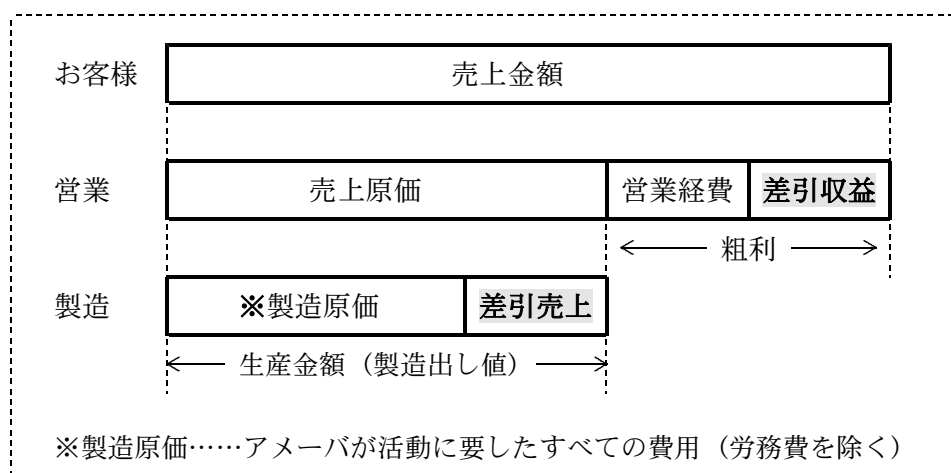 お客様 売上金額
営業 売上原価 営業経費 差引収益
粗利
製造 ※製造原価 差引売上
生産金額（製造出し値）
※製造原価……アメーバが活動に要したすべての費用（労務費を除く）